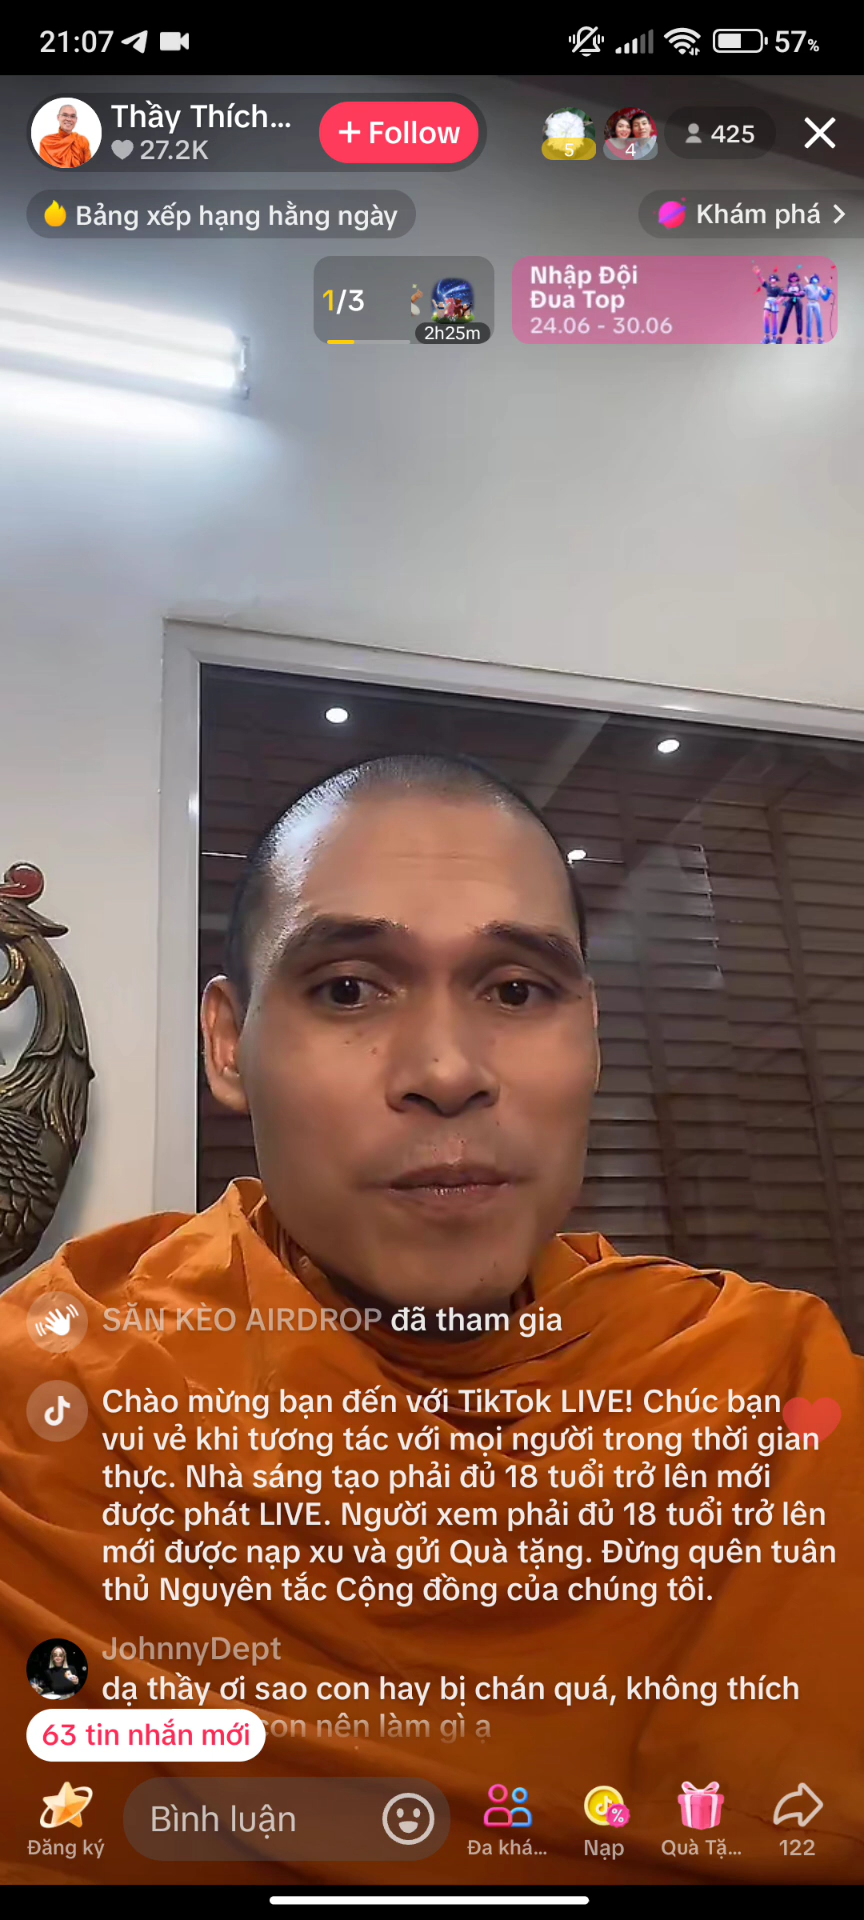 21:07
57%
Thầy Thích...
27.2K
+ Follow
5
4
425
Bảng xếp hạng hằng ngày
Khám phá
1/3
2h25m
Nhập Đội
Đua Top
24.06 - 30.06
SĂN KÈO AIRDROP đã tham gia
Chào mừng bạn đến với TikTok LIVE! Chúc bạn
vui vẻ khi tương tác với mọi người trong thời gian
thực. Nhà sáng tạo phải đủ 18 tuổi trở lên mới
được phát LIVE. Người xem phải đủ 18 tuổi trở lên
mới được nạp xu và gửi Quà tặng. Đừng quên tuân
thủ Nguyên tắc Cộng đồng của chúng tôi.
JohnnyDept
dạ thầy ơi sao con hay bị chán quá, không thích
con nên làm gì ạ
63 tin nhắn mới
Bình luận
Đăng ký
Đa khá...
Nạp
Quà Tặ...
122